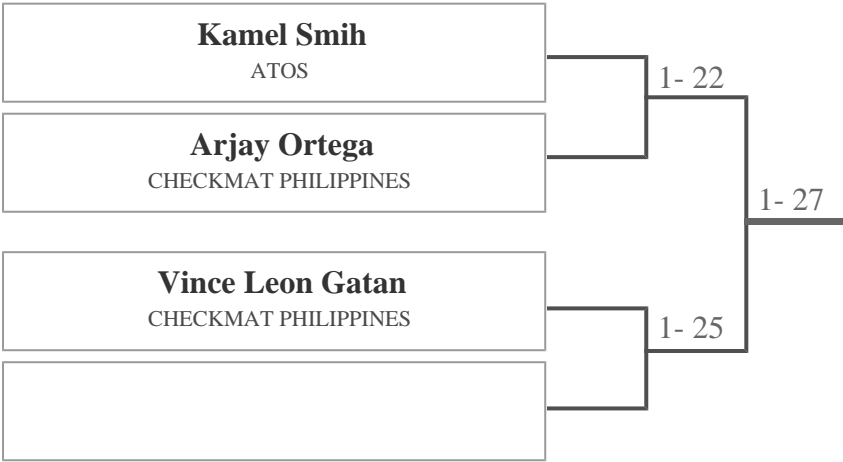 Kamel Smih
ATOS
1- 22
Arjay Ortega
CHECKMAT PHILIPPINES
1- 27
Vince Leon Gatan
CHECKMAT PHILIPPINES
1- 25